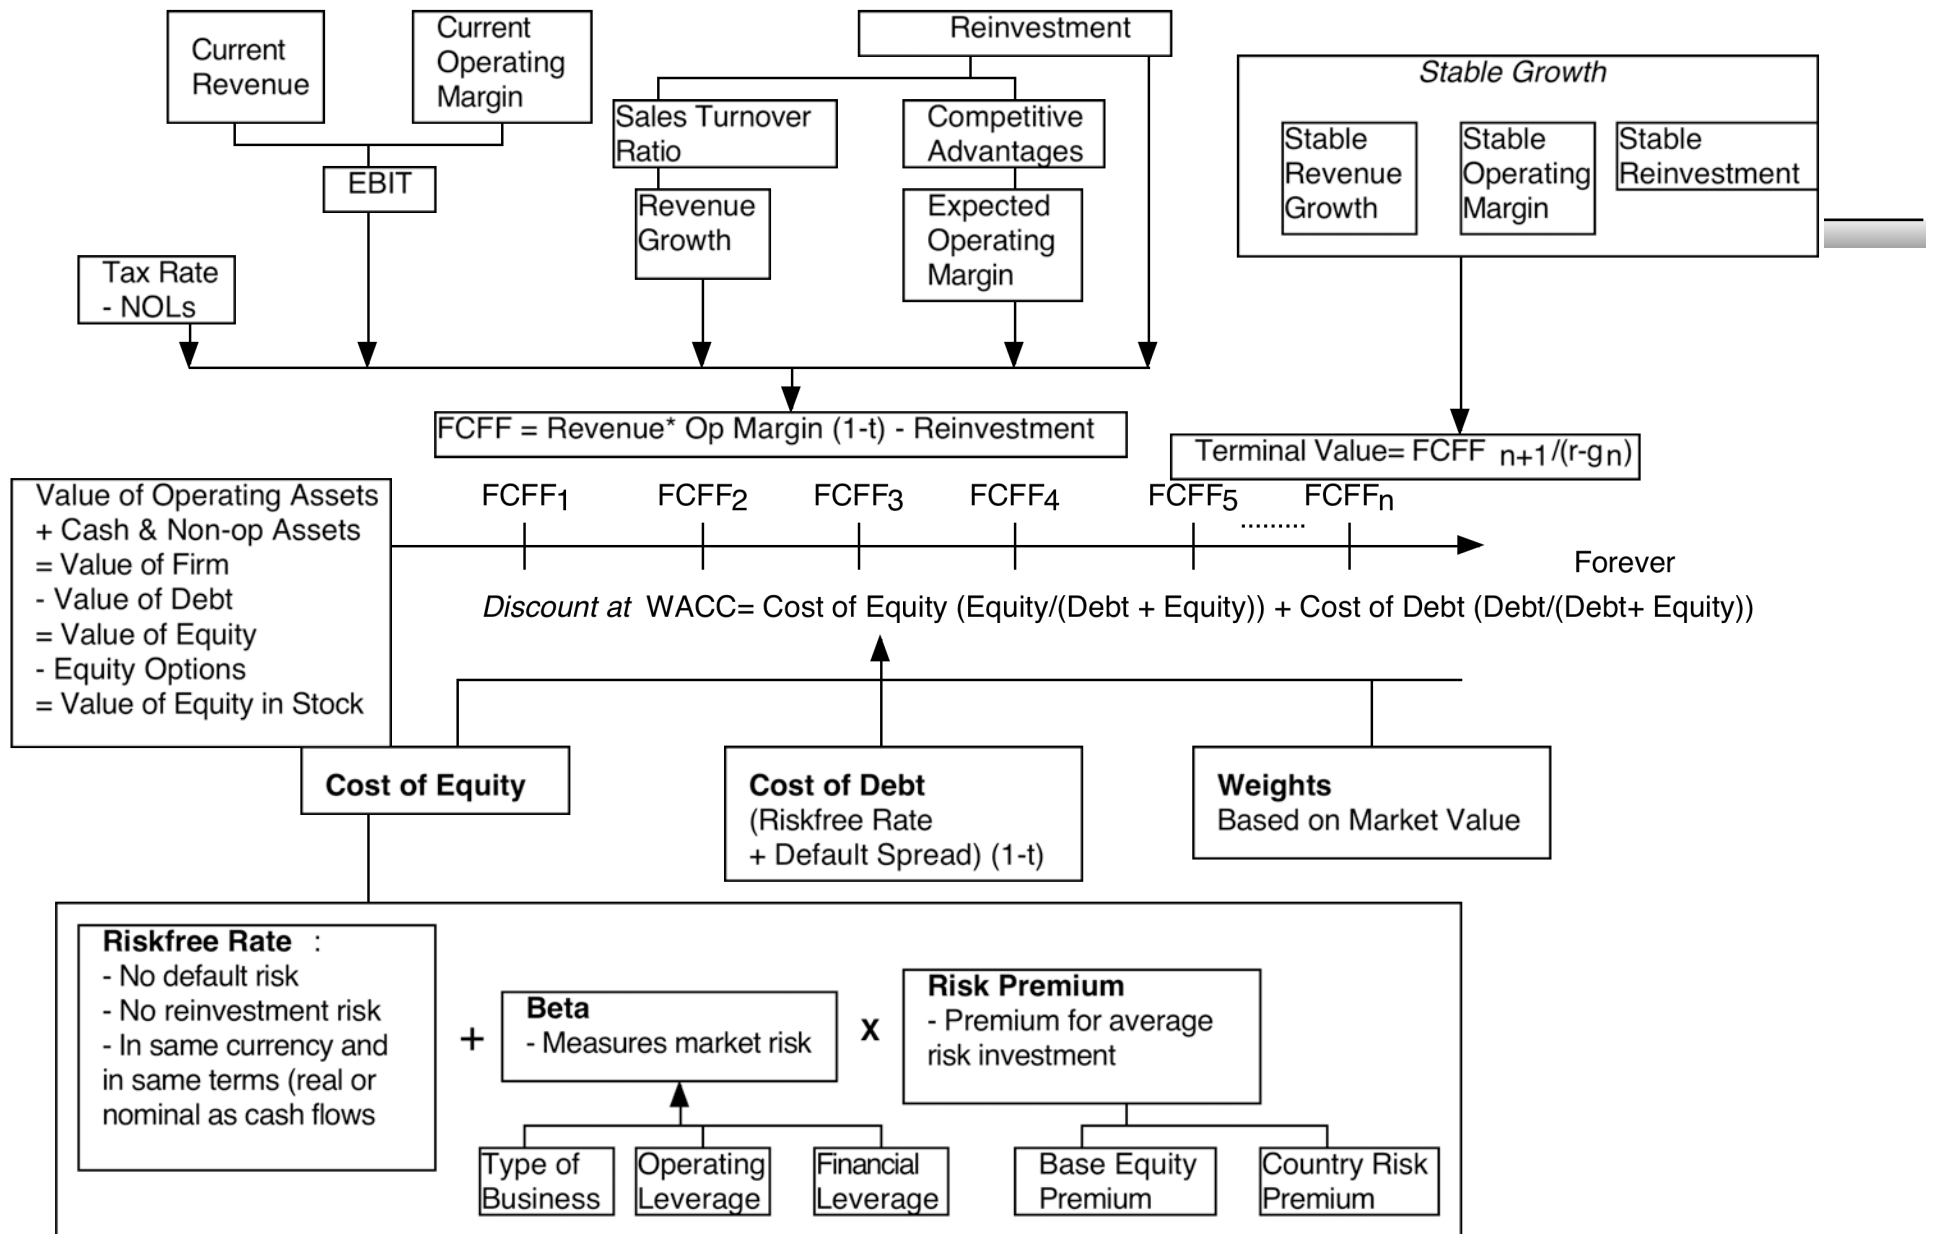 Current
Revenue
Current
Operating
Margin
Reinvestment
Stable Growth
Sales Turnover
Ratio
Competitive
Advantages
Stable
Revenue
Growth
Stable
Operating
Margin
Stable
Reinvestment
EBIT
Revenue
Growth
Expected
Operating
Margin
Tax Rate
- NOLs
FCFF = Revenue* Op Margin (1-t) - Reinvestment
Terminal Value= FCFF n+1/(r-gn)
Value of Operating Assets
+ Cash & Non-op Assets
= Value of Firm
- Value of Debt
= Value of Equity
- Equity Options
= Value of Equity in Stock
FCFF1
FCFF2
FCFF3
FCFF4
FCFF5
.........
FCFFn
Forever
Discount at WACC= Cost of Equity (Equity/(Debt + Equity)) + Cost of Debt (Debt/(Debt+ Equity))
Cost of Equity
Cost of Debt
(Riskfree Rate
+ Default Spread) (1-t)
Weights
Based on Market Value
Riskfree Rate :
- No default risk
- No reinvestment risk
- In same currency and
in same terms (real or
nominal as cash flows
+
Beta
- Measures market risk
X
Risk Premium
- Premium for average
risk investment
Type of
Business
Operating
Leverage
Financial
Leverage
Base Equity
Premium
Country Risk
Premium